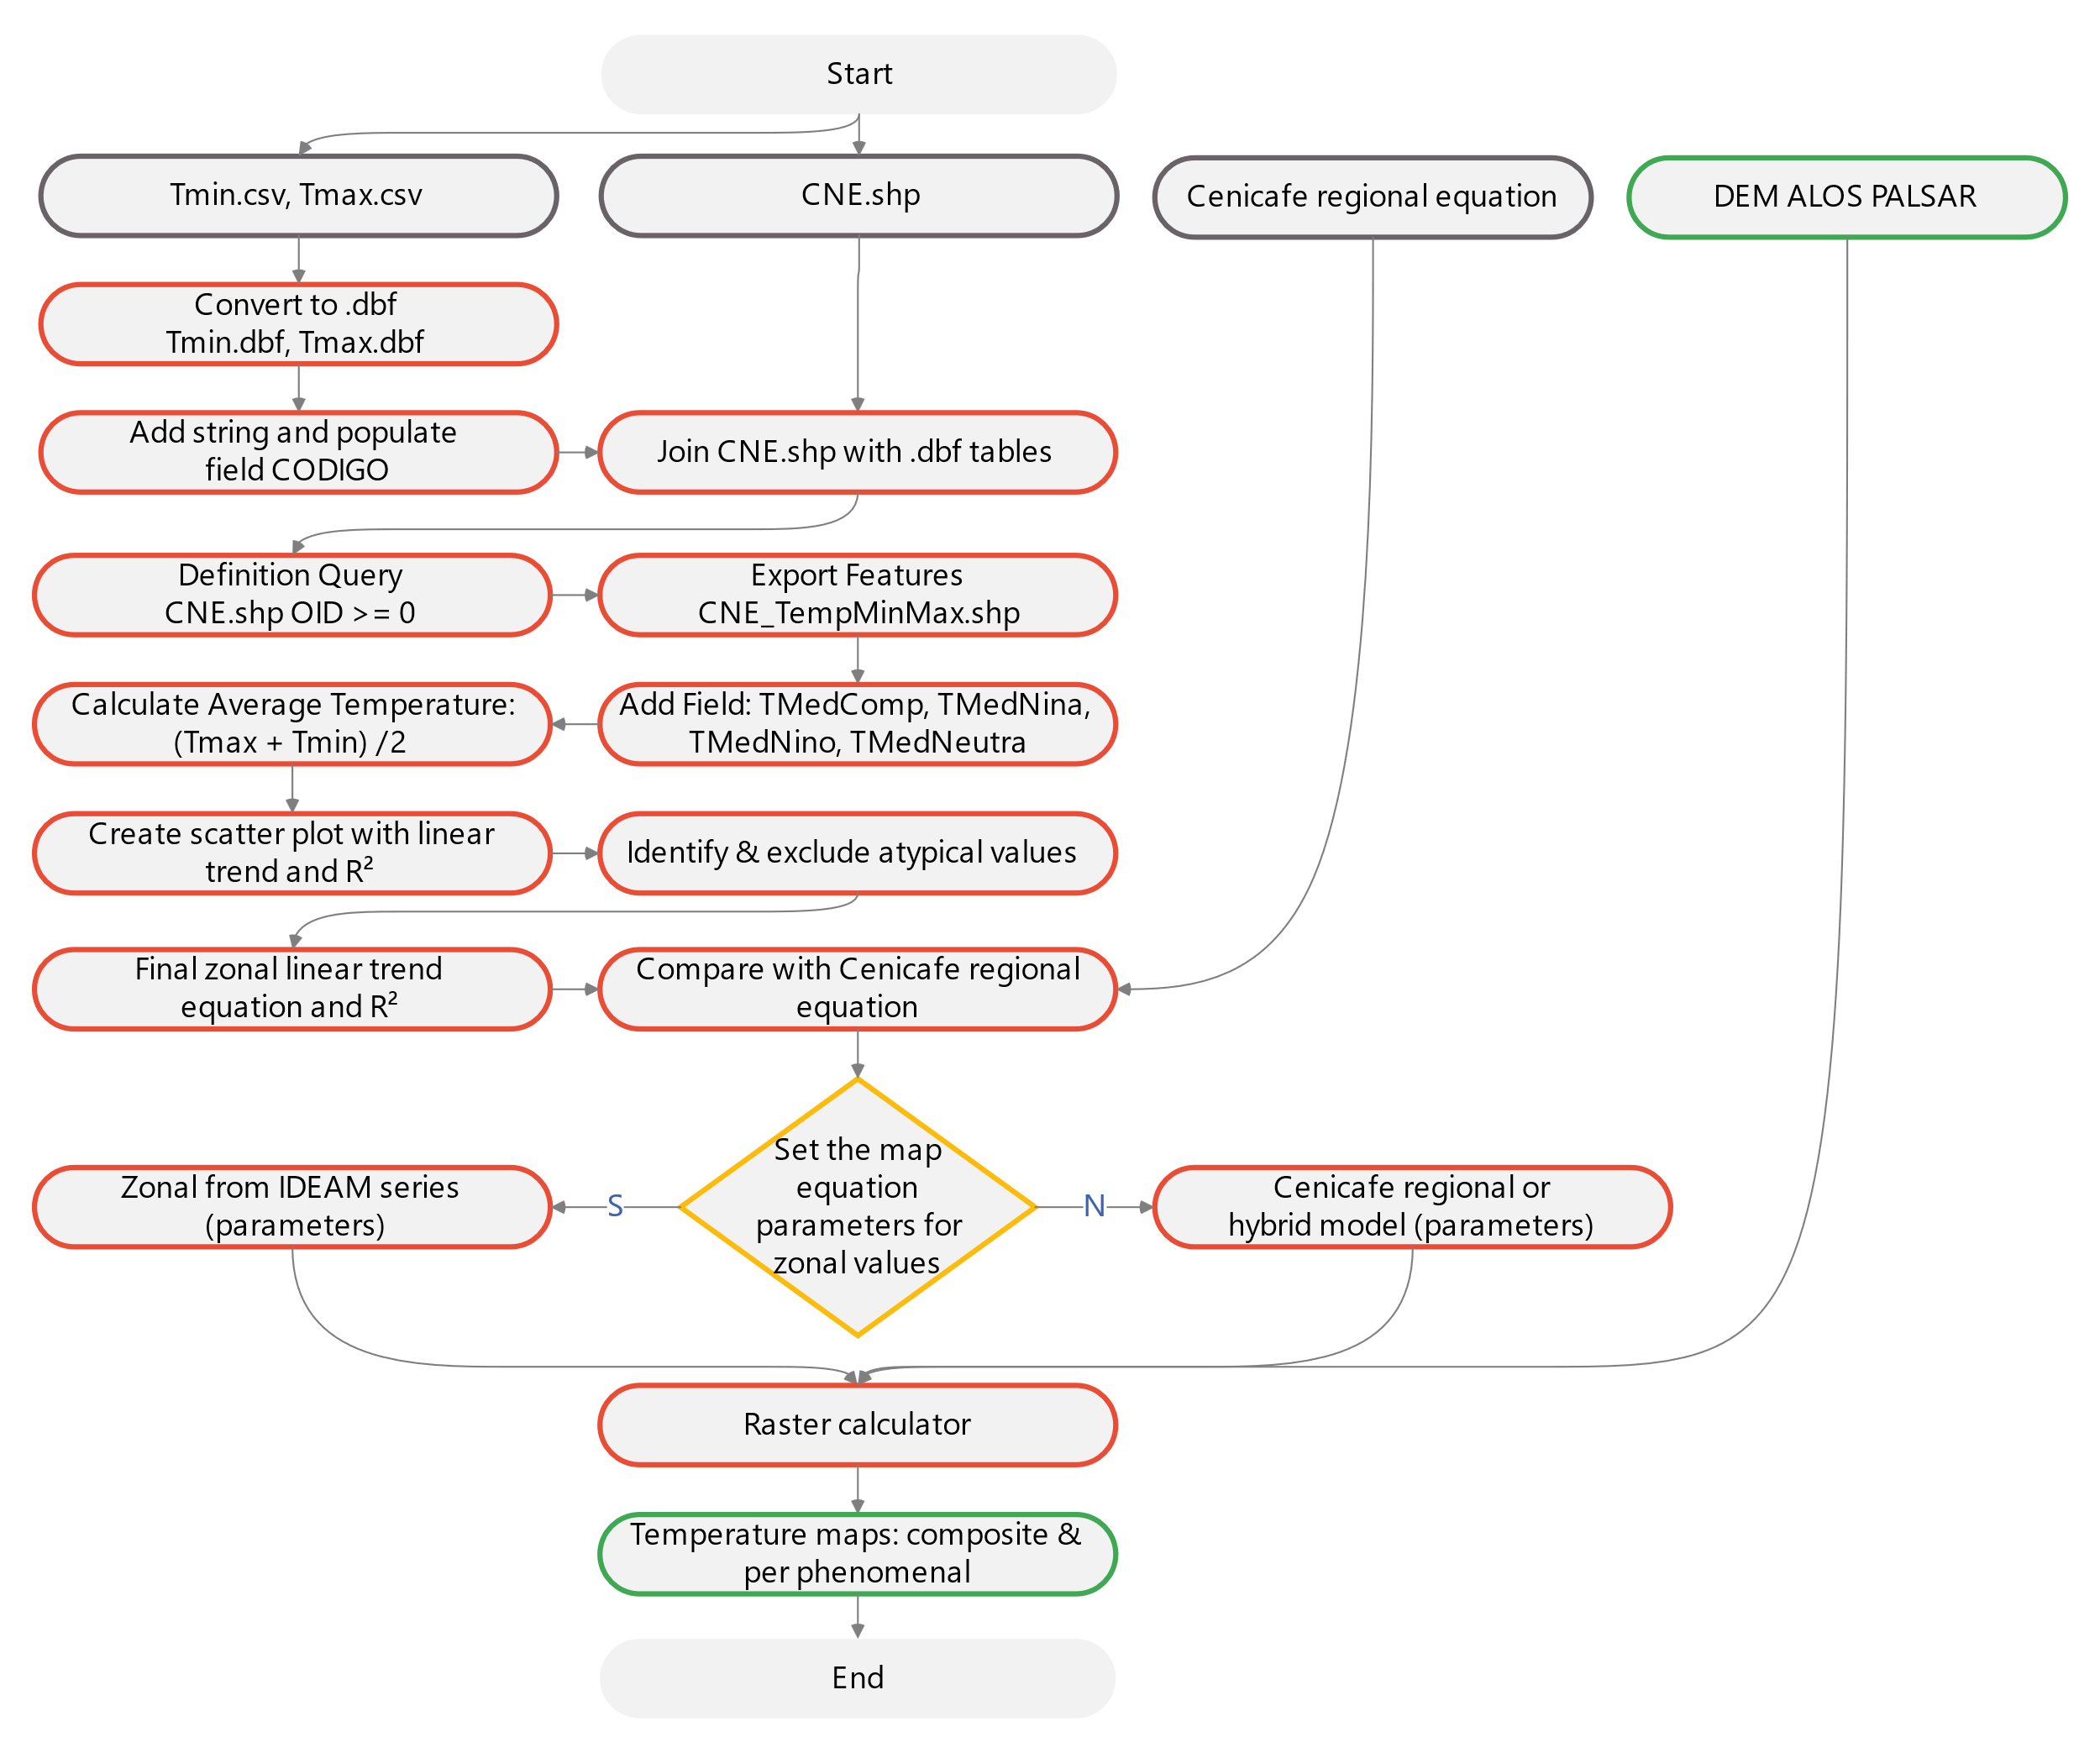 Start
Tmin.csv, Tmax.csv
CNE.shp
Cenicafe regional equation
DEM ALOS PALSAR
Convert to .dbf
Tmin.dbf, Tmax.dbf
Add string and populate
field CODIGO
Join CNE.shp with .dbf tables
Definition Query
CNE.shp OID >= 0
Export Features
CNE_TempMinMax.shp
Add Field: TMedComp, TMedNina,
TMedNino, TMedNeutra
Calculate Average Temperature:
(Tmax + Tmin) /2
Create scatter plot with linear
trend and R²
Identify & exclude atypical values
Final zonal linear trend
equation and R²
Compare with Cenicafe regional
equation
Set the map
equation
parameters for
zonal values
S
N
Zonal from IDEAM series
(parameters)
Cenicafe regional or
hybrid model (parameters)
Raster calculator
Temperature maps: composite &
per phenomenal
End